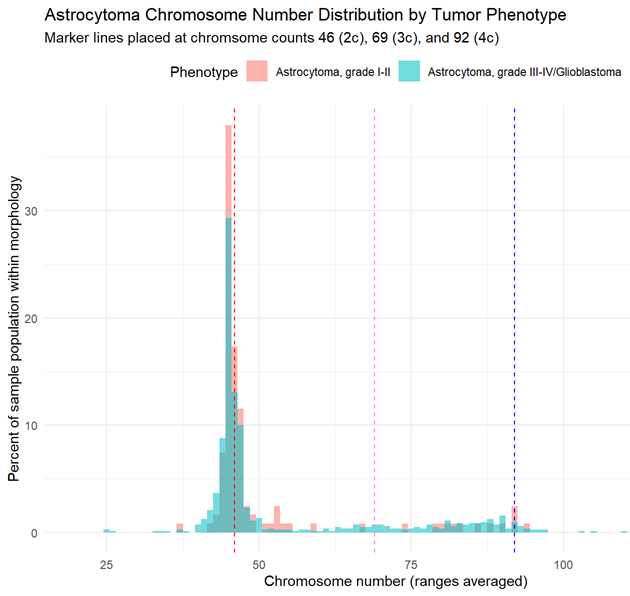 Astrocytoma Chromosome Number Distribution by Tumor Phenotype
Marker lines placed at chromsome counts 46 (2c), 69 (3c), and 92 (4c)
Phenotype Astrocytoma, grade I-II Astrocytoma, grade III-IV/Glioblastoma
Percent of sample population within morphology
30
20
10
0
25 50 75 100
Chromosome number (ranges averaged)